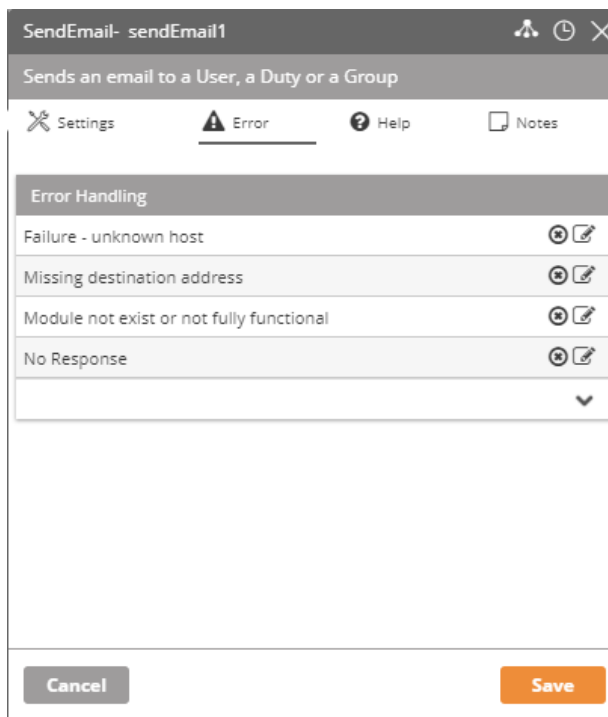 SendEmail- sendEmail1
Sends an email to a User, a Duty or a Group
Settings Error Help Notes
Error Handling
Failure - unknown host
Missing destination address
Module not exist or not fully functional
No Response
Cancel Save